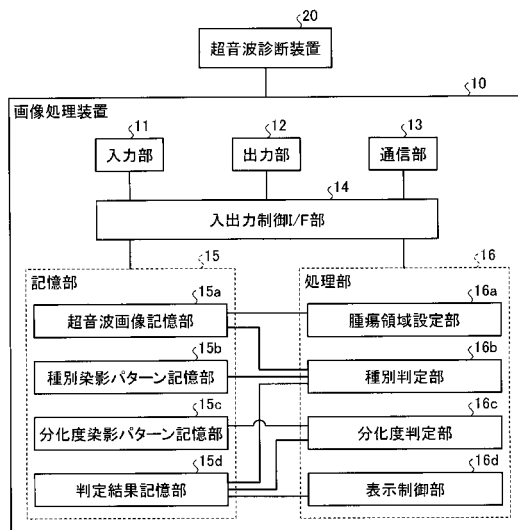 20
超音波診断装置
10
画像処理装置
11
入力部
12
出力部
13
通信部
14
入出力制御I/F部
15
記憶部
15a
超音波画像記憶部
15b
種別染影パターン記憶部
15c
分化度染影パターン記憶部
15d
判定結果記憶部
16
処理部
16a
腫瘍領域設定部
16b
種別判定部
16c
分化度判定部
16d
表示制御部